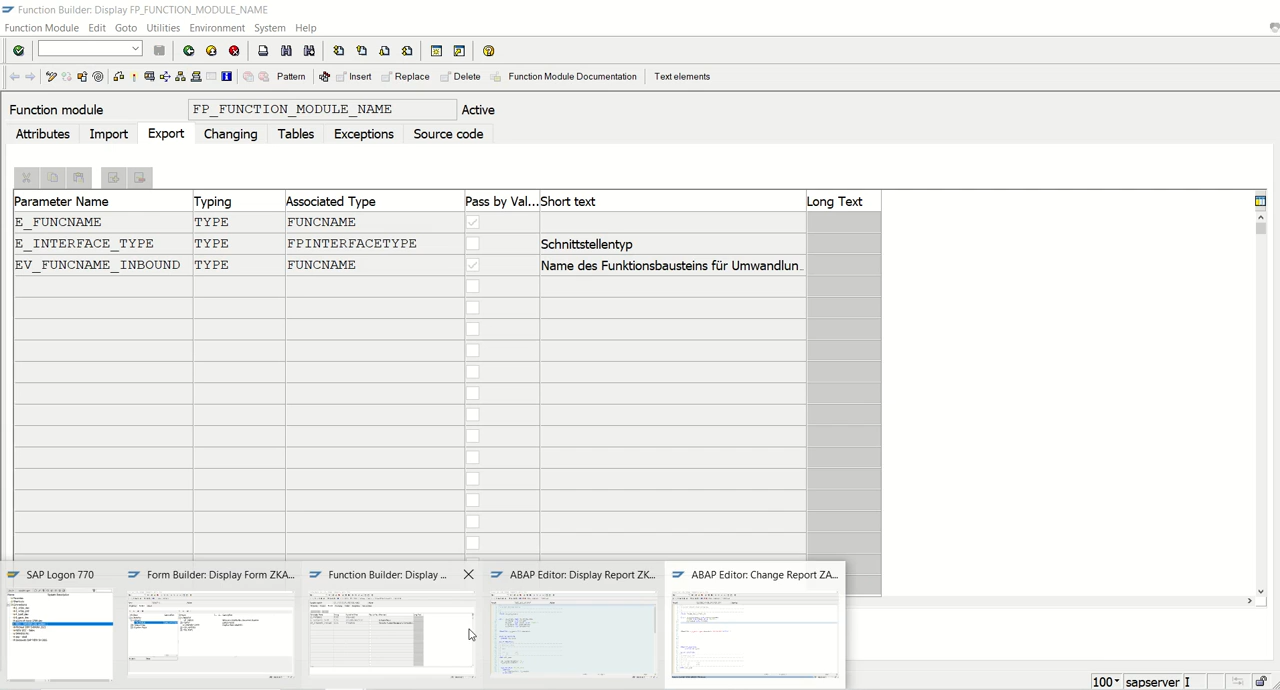 Function Builder: Display FP_FUNCTION_MODULE_NAME
Function Module Edit Goto Utilities Environment System Help
Pattern Insert Replace Delete Function Module Documentation Text elements
Function module FP_FUNCTION_MODULE_NAME Active
Attributes Import Export Changing Tables Exceptions Source code
Parameter Name Typing Associated Type Pass by Val... Short text Long Text
E_FUNCNAME TYPE FUNCNAME
E_INTERFACE_TYPE TYPE FPINTERFACETYPE Schnittstellentyp
EV_FUNCNAME_INBOUND TYPE FUNCNAME Name des Funktionsbausteins für Umwandlun..
SAP Logon 770 Form Builder: Display Form ZKA... Function Builder: Display ... ABAP Editor: Display Report ZK... ABAP Editor: Change Report ZA...
100 sapserver